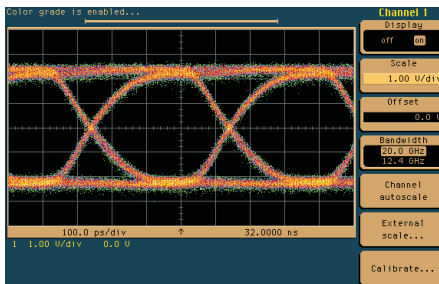 Color grade is enabled...
Channel 1
Display
off on
Scale
1.00 V/div
Offset
0.0 V
Bandwidth
20.0 GHz
12.4 GHz
Channel
autoscale
External
scale...
Calibrate...
100.0 ps/div ↑ 32.0000 ns
1 1.00 V/div 0.0 V